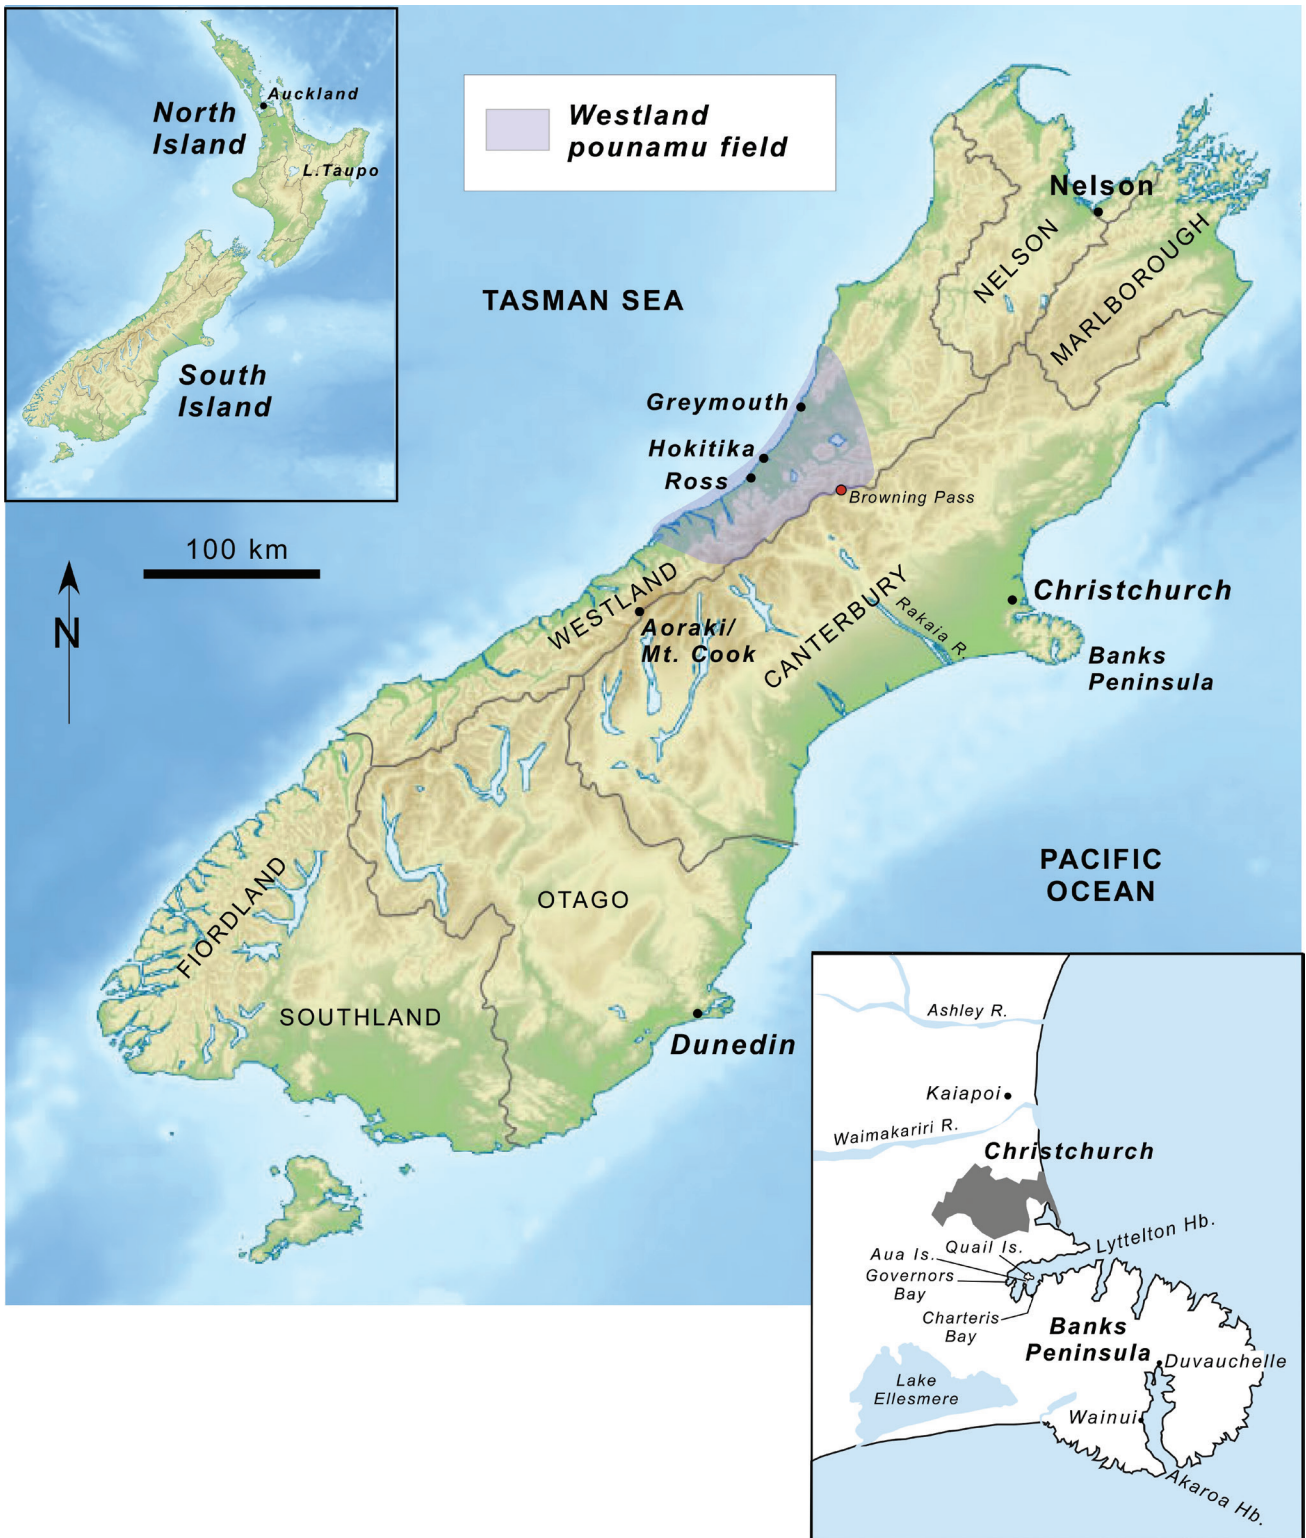 North
Island
Auckland
L.Taupo
South
Island
Westland
pounamu field
TASMAN SEA
Nelson
NELSON
MARLBOROUGH
Greymouth
Hokitika
Ross
Browning Pass
100 km
N
WESTLAND
Aoraki/
Mt. Cook
CANTERBURY
Rakaia R.
Christchurch
Banks
Peninsula
PACIFIC
OCEAN
FIORDLAND
OTAGO
SOUTHLAND
Dunedin
Ashley R.
Kaiapoi
Waimakariri R.
Christchurch
Lyttelton Hb.
Quail Is.
Aua Is.
Governors
Bay
Charteris
Bay
Banks
Peninsula
Duvauchelle
Lake
Ellesmere
Wainui
Akaroa Hb.